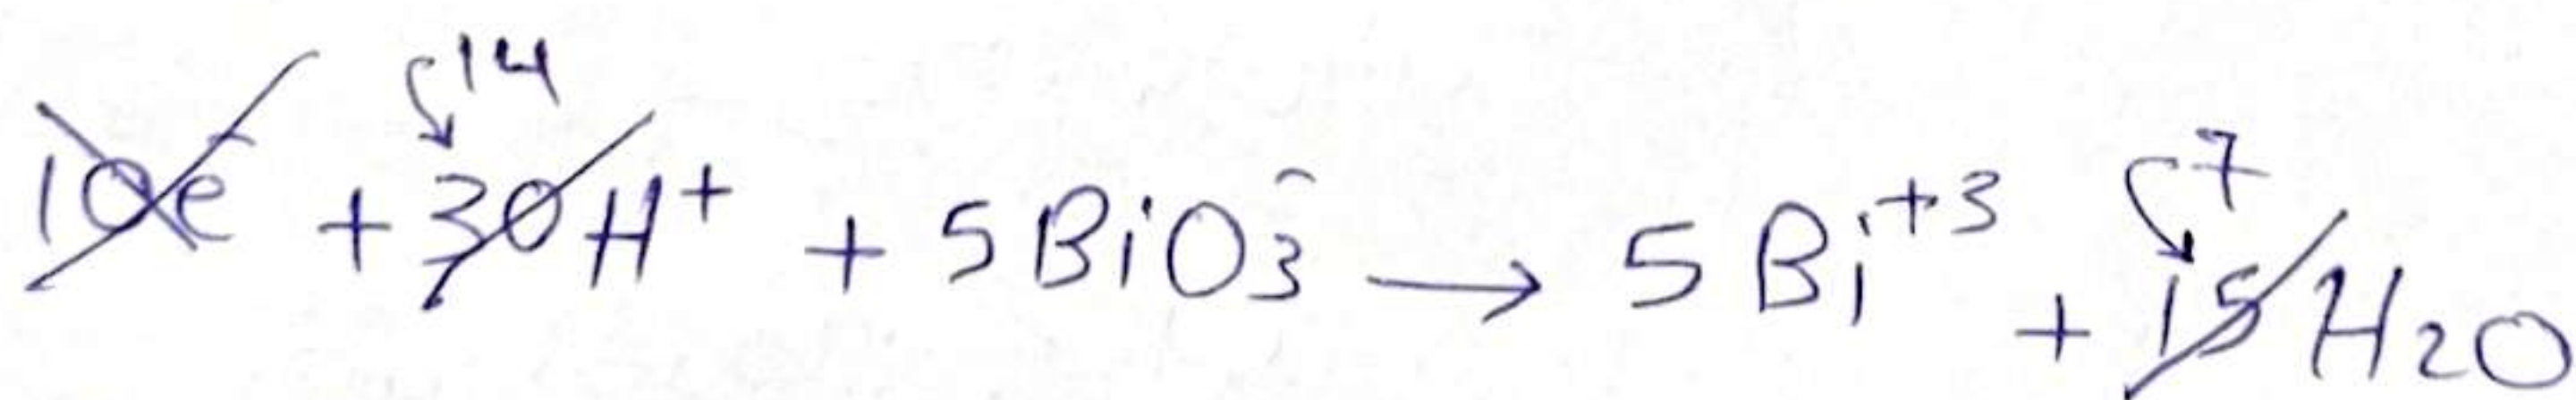 14 7
10e⁻ + 30H⁺ + 5BiO₃⁻ → 5Bi⁺³ + 15H₂O